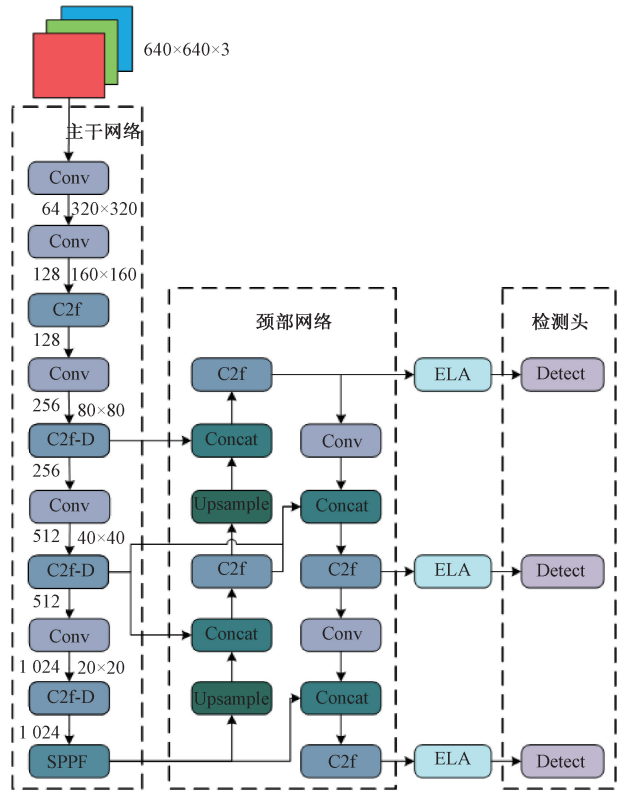 640×640×3
主干网络
Conv
64 320×320
Conv
128 160×160
C2f
128
Conv
256 80×80
C2f-D
256
Conv
512 40×40
C2f-D
512
Conv
1 024 20×20
C2f-D
1 024
SPPF
颈部网络
C2f
Concat
Upsample
C2f
Concat
Upsample
Conv
Concat
C2f
Conv
Concat
C2f
ELA
ELA
ELA
检测头
Detect
Detect
Detect